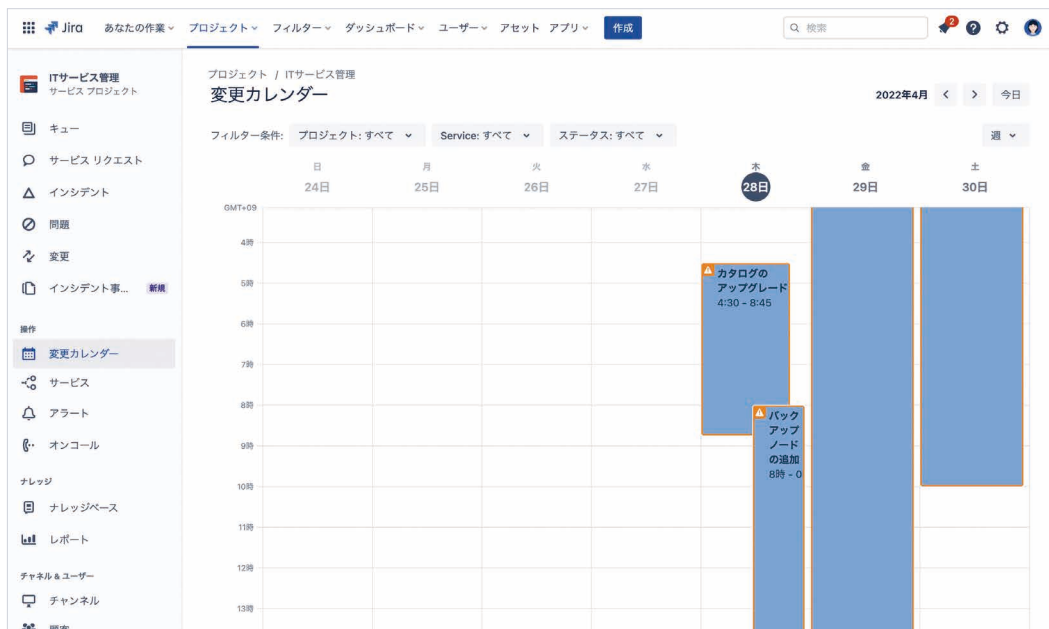 Jira あなたの作業 プロジェクト フィルター ダッシュボード ユーザー アセット アプリ 作成 検索 2
ITサービス管理
サービス プロジェクト
キュー
サービス リクエスト
インシデント
問題
変更
インシデント事... 新規
操作
変更カレンダー
サービス
アラート
オンコール
ナレッジ
ナレッジベース
レポート
チャネル & ユーザー
チャンネル
顧客
プロジェクト / ITサービス管理
変更カレンダー
2022年4月 今日
フィルター条件: プロジェクト: すべて Service: すべて ステータス: すべて 週
日 月 火 水 木 金 土
24日 25日 26日 27日 28日 29日 30日
GMT+09
4時
5時
6時
7時
8時
9時
10時
11時
12時
13時
カタログの
アップグレード
4:30 - 8:45
バック
アップ
ノード
の追加
8時 - 0